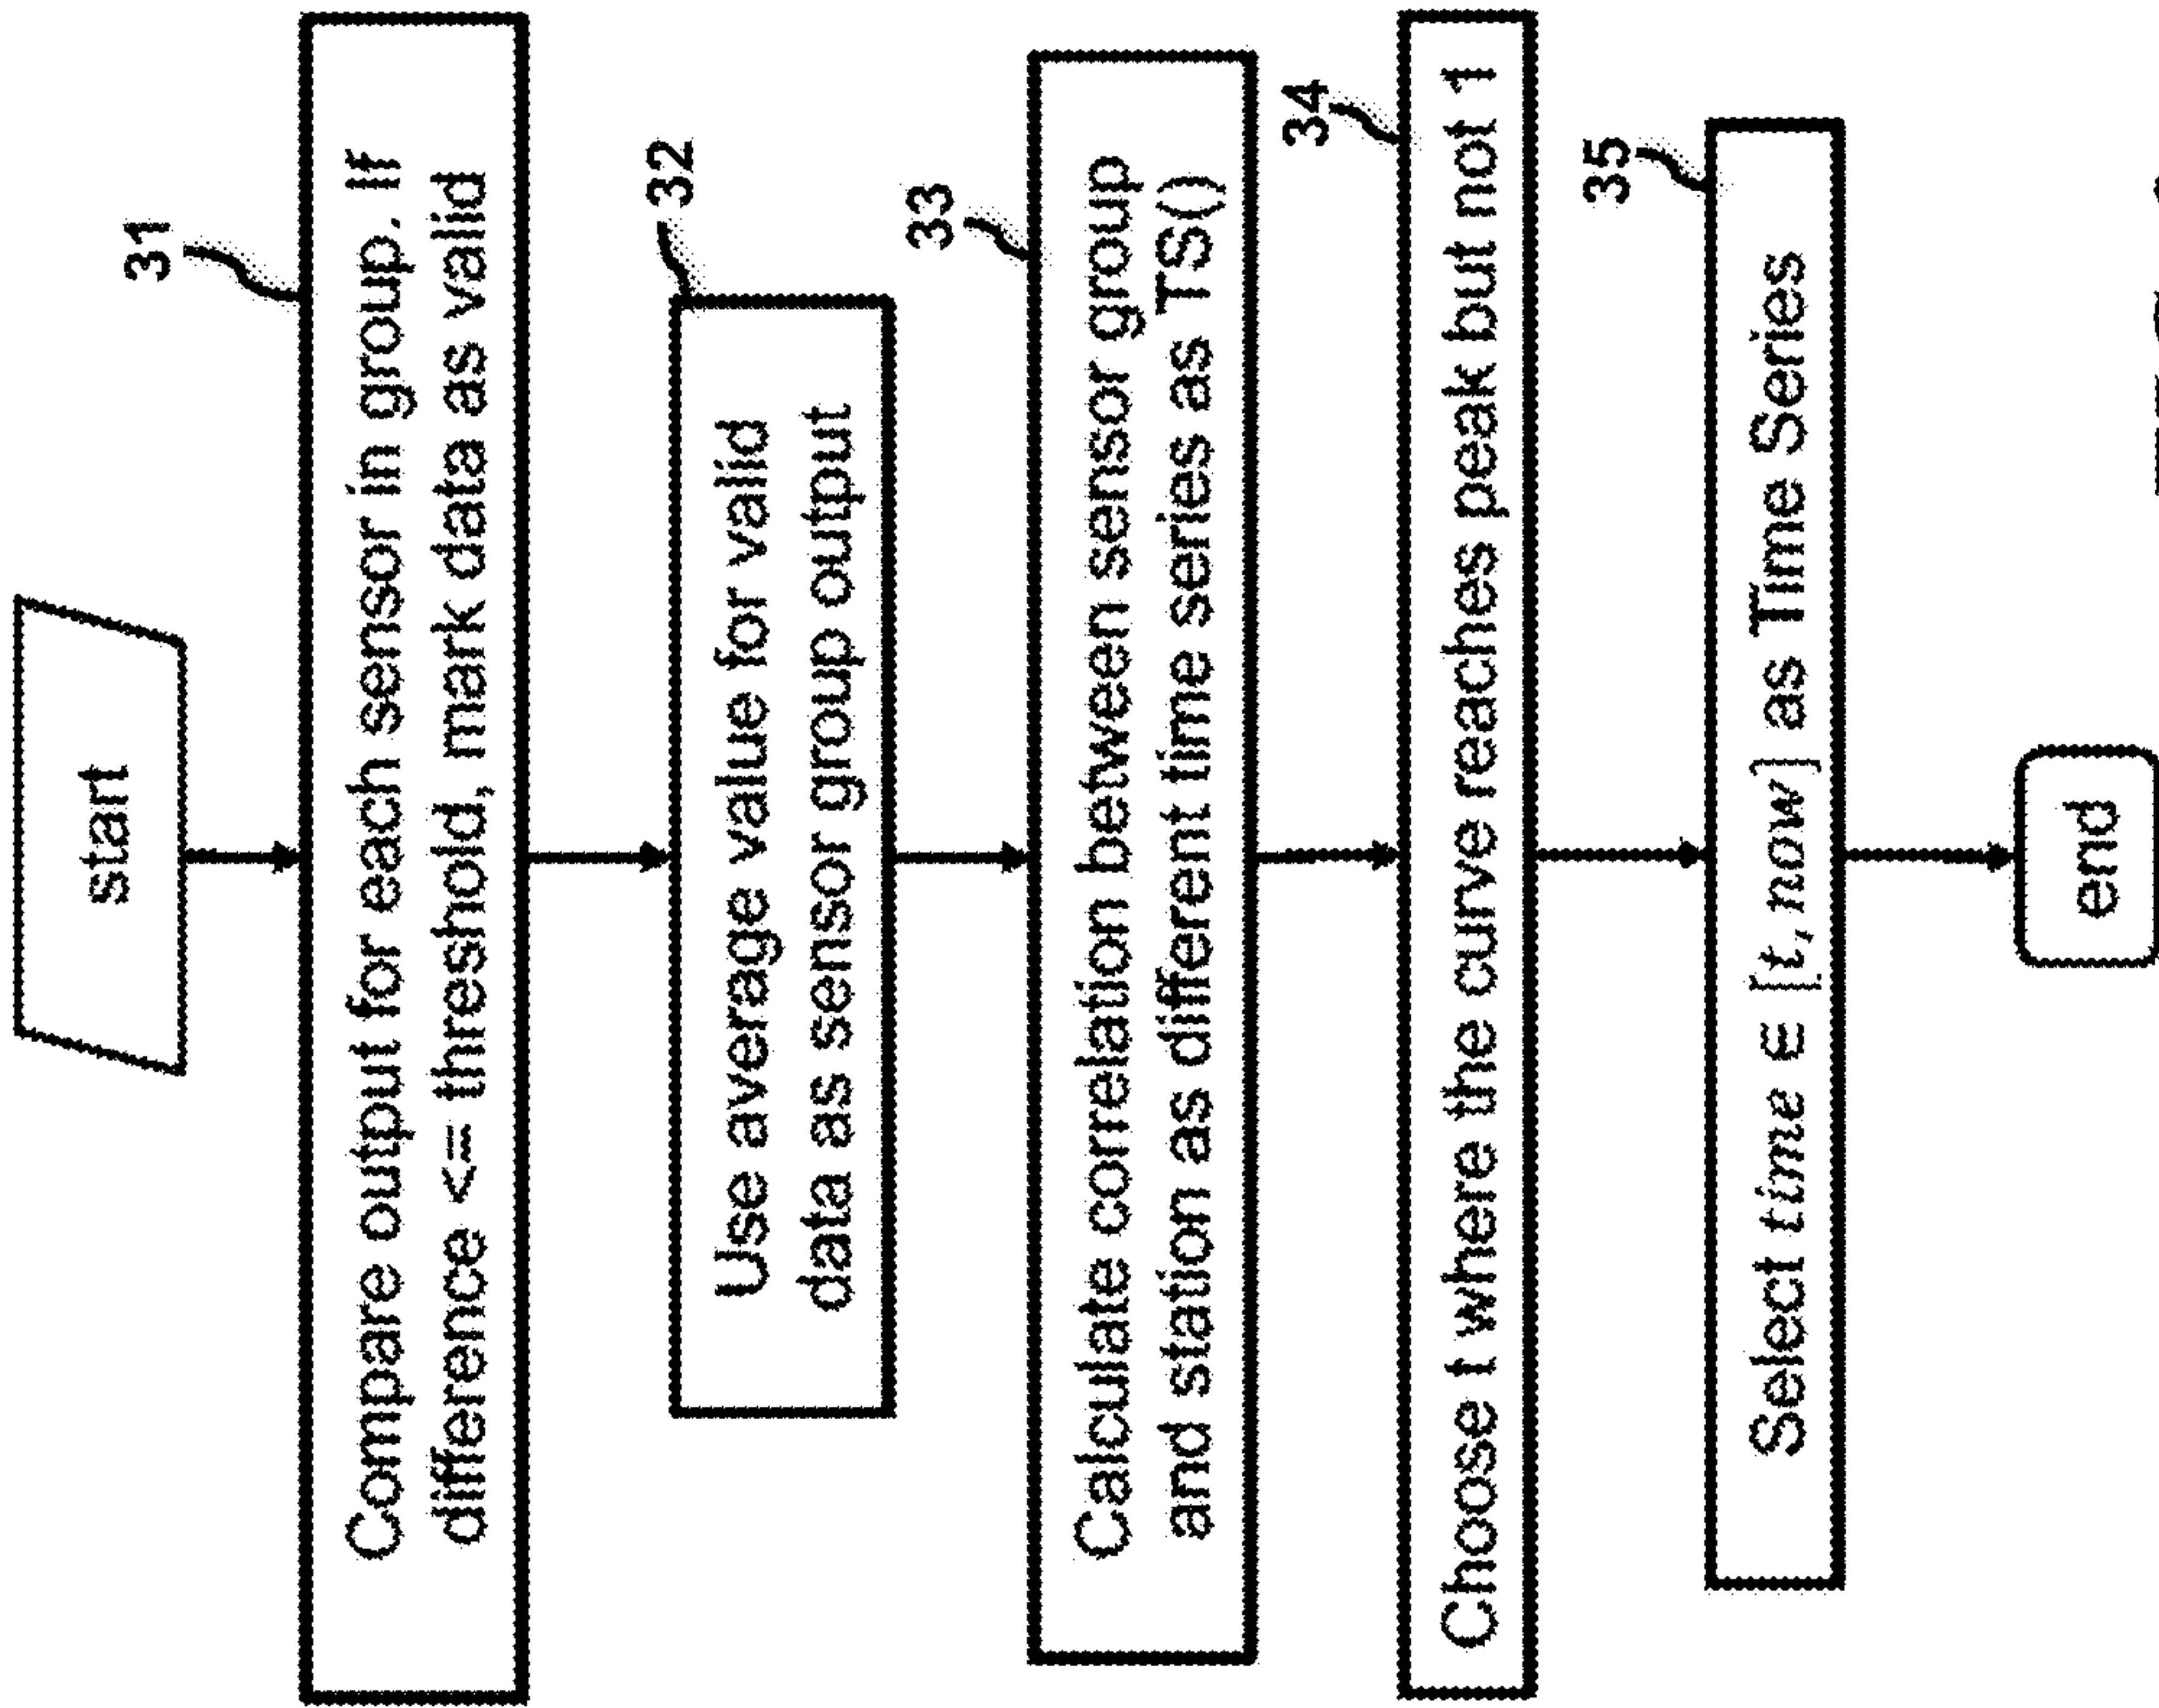 start
31
Compare output for each sensor in group. If
difference <= threshold, mark data as valid
32
Use average value for valid
data as sensor group output
33
Calculate correlation between sensor group
and station as different time series as TS()
34
Choose t where the curve reaches peak but not 1
35
Select time ∈ [t, now] as Time Series
end